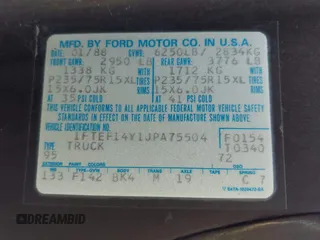 MFD. BY FORD MOTOR CO. IN U.S.A.
DATE: 01/88 GVWR: 6250LB/ 2834KG
FRONT GAWR: 2950 LB REAR GAWR: 3776 LB
1338 KG 1712 KG
P235/75R15XL P235/75R15XL
15X6.0JK 15X6.0JK
AT 35 PSI COLD AT 41 PSI COLD
THIS VEHICLE CONFORMS TO ALL APPLICABLE FEDERAL MOTOR VEHICLE
SAFETY STANDARDS IN EFFECT ON THE DATE OF MANUFACTURE SHOWN ABOVE.
1FTEF14Y1JPA75504
TYPE TRUCK
F0154
T0340
95 72
133 F142 BK4 M 19 C 7
DREAMBID